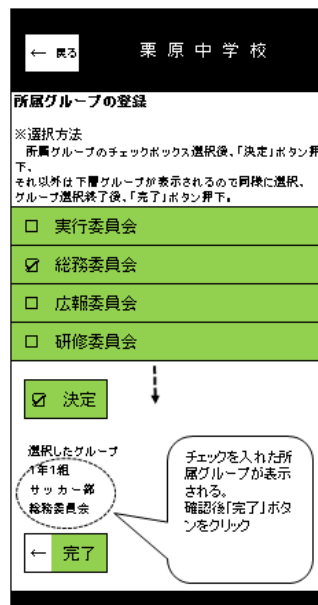 ← 戻る
栗原中学校
所属グループの登録
※選択方法
所属グループのチェックボックス選択後、「決定」ボタン押
下、
それ以外は下層グループが表示されるので同様に選択、
グループ選択終了後、「完了」ボタン押下。
☐ 実行委員会
☑ 総務委員会
☐ 広報委員会
☐ 研修委員会
☑ 決定
選択したグループ
1年1組
サッカー部
総務委員会
チェックを入れた所
属グループが表示
される。
確認後「完了」ボタ
ンをクリック
← 完了